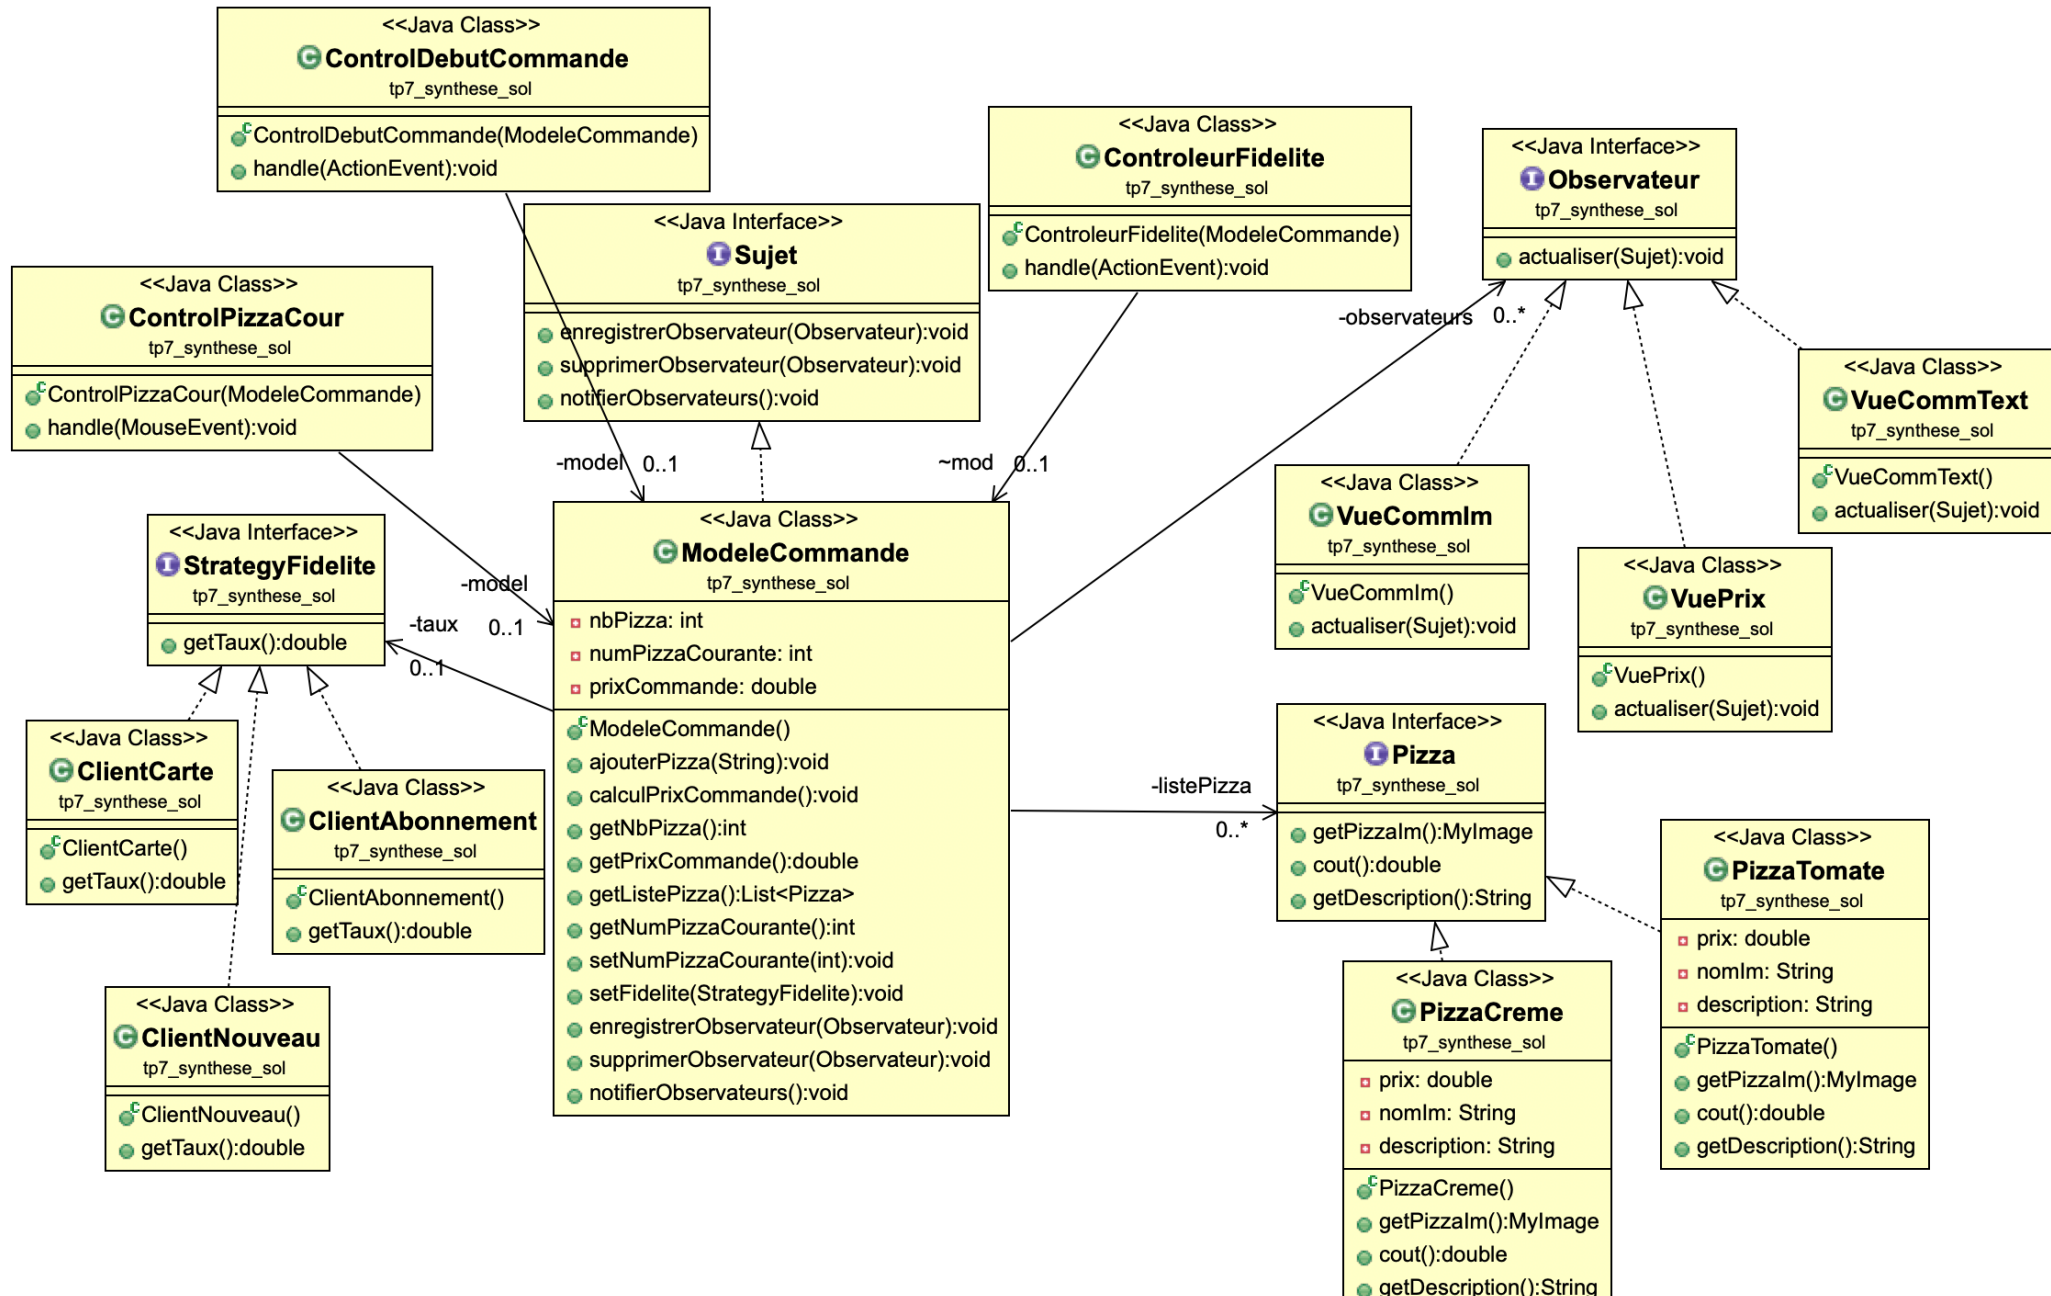 <<Java Class>>
ControlDebutCommande
tp7_synthese_sol
ControlDebutCommande(ModeleCommande)
handle(ActionEvent):void
<<Java Class>>
ControleurFidelite
tp7_synthese_sol
ControleurFidelite(ModeleCommande)
handle(ActionEvent):void
<<Java Interface>>
Observateur
tp7_synthese_sol
actualiser(Sujet):void
<<Java Interface>>
Sujet
tp7_synthese_sol
enregistrerObservateur(Observateur):void
supprimerObservateur(Observateur):void
notifierObservateurs():void
<<Java Class>>
ControlPizzaCour
tp7_synthese_sol
ControlPizzaCour(ModeleCommande)
handle(MouseEvent):void
-observateurs 0..*
<<Java Class>>
VueCommText
tp7_synthese_sol
VueCommText()
actualiser(Sujet):void
-model 0..1
~mod 0..1
<<Java Class>>
VueCommIm
tp7_synthese_sol
VueCommIm()
actualiser(Sujet):void
<<Java Interface>>
StrategyFidelite
tp7_synthese_sol
getTaux():double
-model
0..1
-taux
0..1
<<Java Class>>
ModeleCommande
tp7_synthese_sol
nbPizza: int
numPizzaCourante: int
prixCommande: double
ModeleCommande()
ajouterPizza(String):void
calculPrixCommande():void
getNbPizza():int
getPrixCommande():double
getListePizza():List<Pizza>
getNumPizzaCourante():int
setNumPizzaCourante(int):void
setFidelite(StrategyFidelite):void
enregistrerObservateur(Observateur):void
supprimerObservateur(Observateur):void
notifierObservateurs():void
<<Java Class>>
VuePrix
tp7_synthese_sol
VuePrix()
actualiser(Sujet):void
<<Java Class>>
ClientCarte
tp7_synthese_sol
ClientCarte()
getTaux():double
<<Java Class>>
ClientAbonnement
tp7_synthese_sol
ClientAbonnement()
getTaux():double
<<Java Class>>
ClientNouveau
tp7_synthese_sol
ClientNouveau()
getTaux():double
-listePizza
0..*
<<Java Interface>>
Pizza
tp7_synthese_sol
getPizzaIm():MyImage
cout():double
getDescription():String
<<Java Class>>
PizzaTomate
tp7_synthese_sol
prix: double
nomIm: String
description: String
PizzaTomate()
getPizzaIm():MyImage
cout():double
getDescription():String
<<Java Class>>
PizzaCreme
tp7_synthese_sol
prix: double
nomIm: String
description: String
PizzaCreme()
getPizzaIm():MyImage
cout():double
getDescription():String